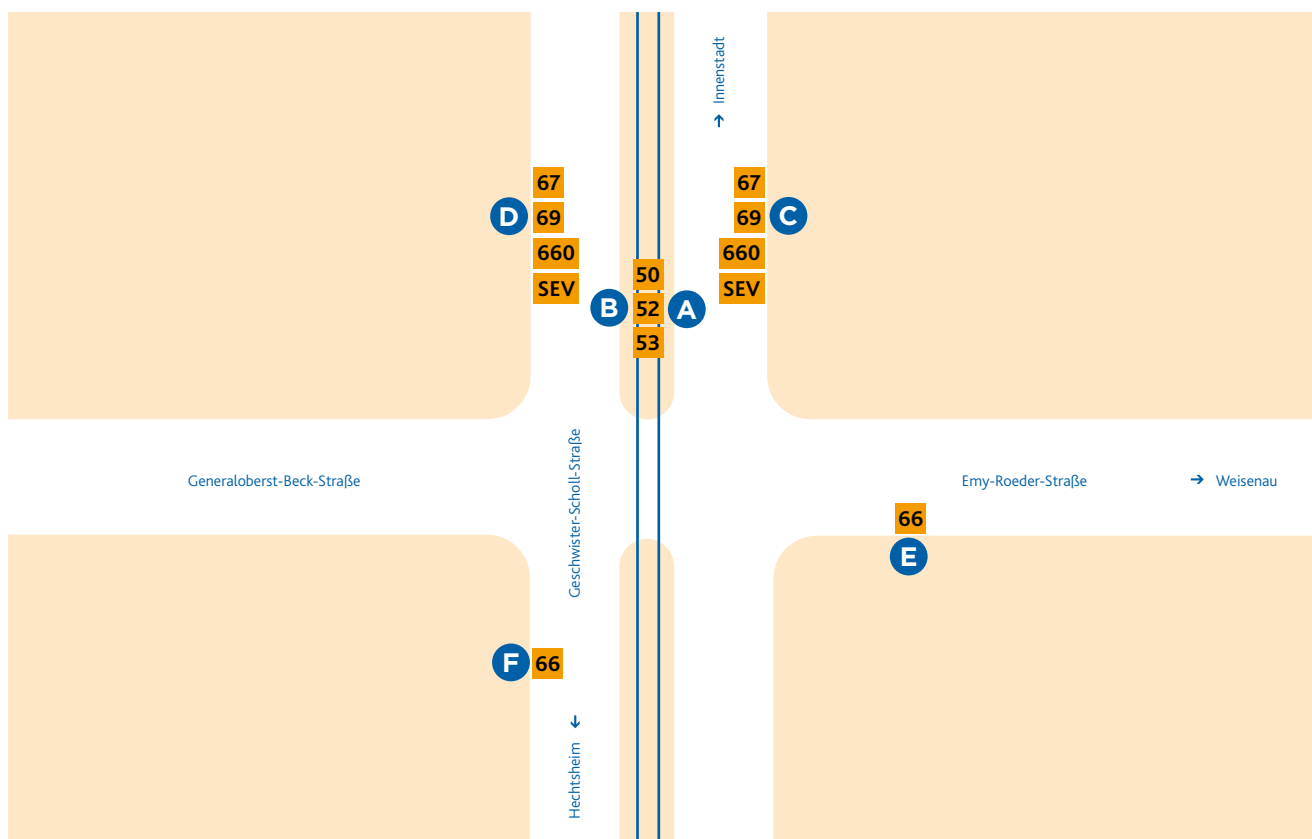 → Innenstadt
67
D 69
660
SEV
67
69 C
660
SEV
50
B 52 A
53
Generaloberst-Beck-Straße
Geschwister-Scholl-Straße
Emy-Roeder-Straße → Weisenau
66
E
F 66
Hechtsheim ←